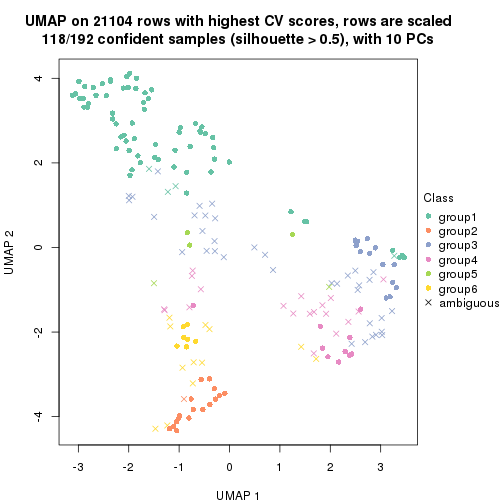 UMAP on 21104 rows with highest CV scores, rows are scaled
118/192 confident samples (silhouette > 0.5), with 10 PCs
4
2
0
-2
-4
UMAP 2
-3
-2
-1
0
1
2
3
UMAP 1
Class
group1
group2
group3
group4
group5
group6
ambiguous